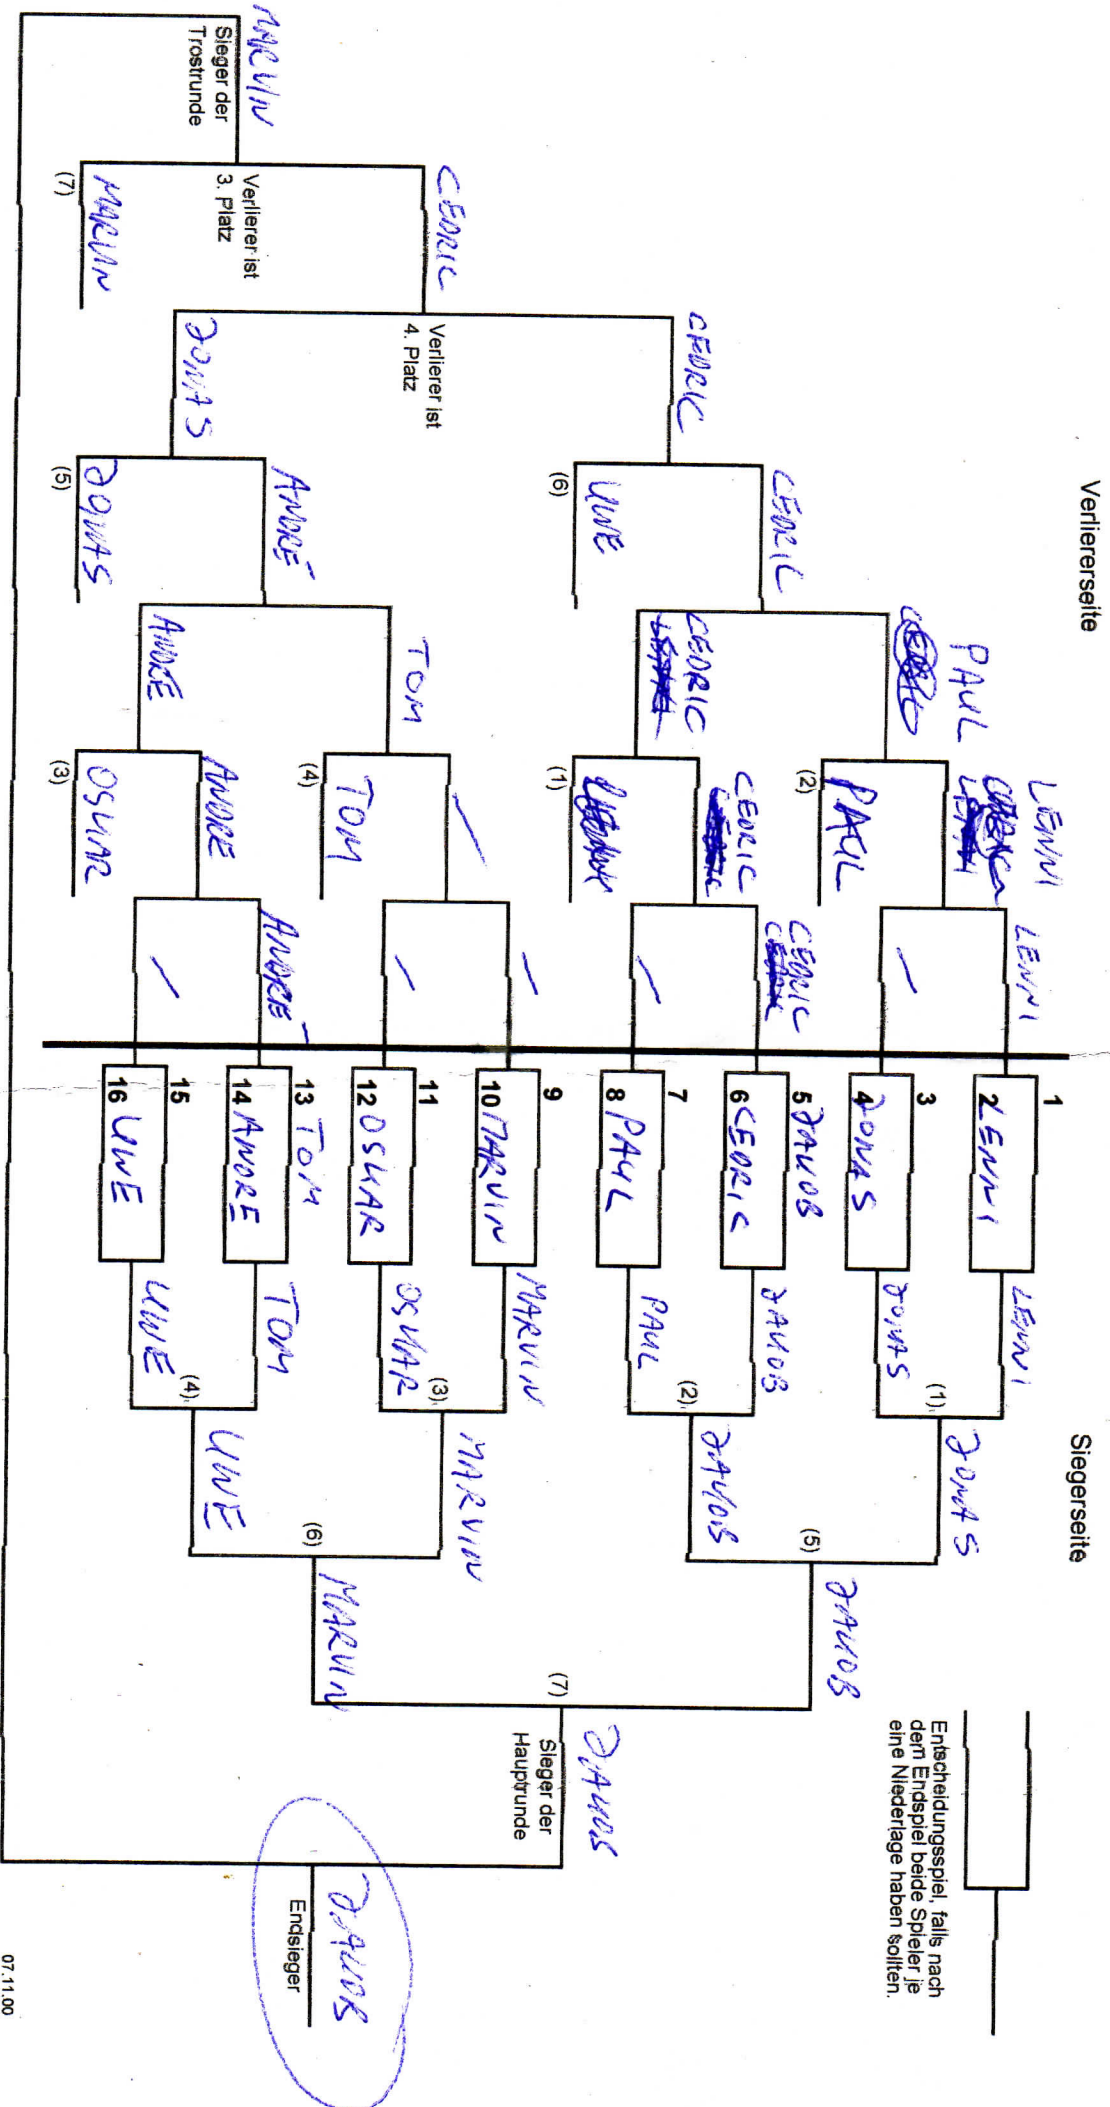 Verliererseite
Siegerseite
Entscheidungsspiel, falls nach
dem Endspiel beide Spieler je
eine Niederlage haben sollten.
1
2 LENNI
3
4 JONAS
5 JAKOB
6 CEDRIC
7
8 PAUL
9
10 MARVIN
11
12 OSKAR
13 TOM
14 ANDRE
15
16 UWE
LENNI
JONAS
(1)
JAKOB
PAUL
(2)
MARVIN
OSKAR
(3)
TOM
UWE
(4)
JONAS
JAKOB
(5)
MARVIN
UWE
(6)
JAKOB
MARVIN
(7)
JAKOB
Sieger der
Hauptrunde
JAKOB
Endsieger
LENNI
CEDRIC
ANDRÉ
LENNI
PAUL
(2)
CEDRIC
(1)
TOM
(4)
ANDRE
OSKAR
(3)
PAUL
CEDRIC
TOM
ANDRE
CEDRIC
UWE
(6)
ANDRÉ
JONAS
(5)
CEDRIC
JONAS
Verlierer ist
4. Platz
CEDRIC
MARVIN
(7)
Verlierer ist
3. Platz
MARVIN
Sieger der
Trostrunde
07.11.00